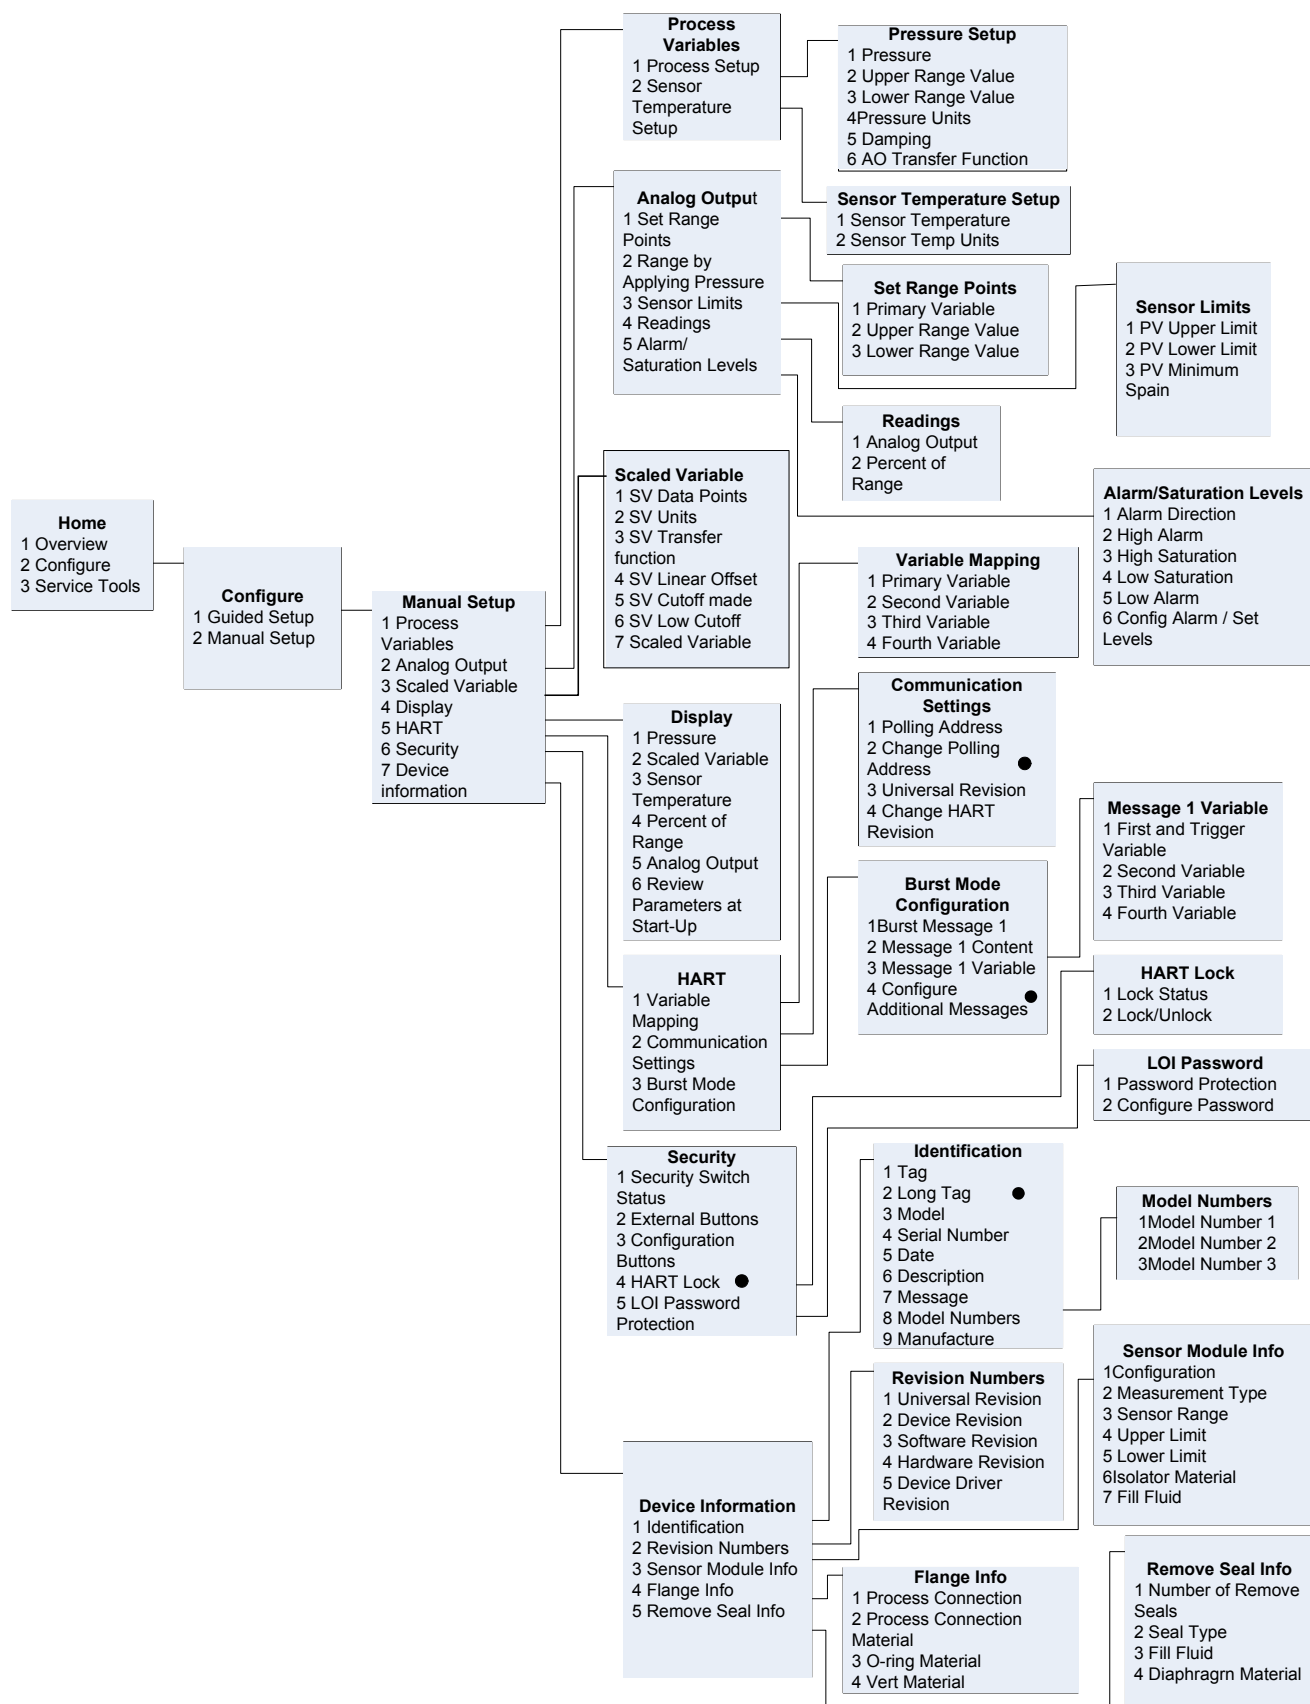 Home
1 Overview
2 Configure
3 Service Tools
Configure
1 Guided Setup
2 Manual Setup
Manual Setup
1 Process
Variables
2 Analog Output
3 Scaled Variable
4 Display
5 HART
6 Security
7 Device
information
Process
Variables
1 Process Setup
2 Sensor
Temperature
Setup
Pressure Setup
1 Pressure
2 Upper Range Value
3 Lower Range Value
4Pressure Units
5 Damping
6 AO Transfer Function
Sensor Temperature Setup
1 Sensor Temperature
2 Sensor Temp Units
Analog Output
1 Set Range
Points
2 Range by
Applying Pressure
3 Sensor Limits
4 Readings
5 Alarm/
Saturation Levels
Set Range Points
1 Primary Variable
2 Upper Range Value
3 Lower Range Value
Sensor Limits
1 PV Upper Limit
2 PV Lower Limit
3 PV Minimum
Spain
Readings
1 Analog Output
2 Percent of
Range
Alarm/Saturation Levels
1 Alarm Direction
2 High Alarm
3 High Saturation
4 Low Saturation
5 Low Alarm
6 Config Alarm / Set
Levels
Scaled Variable
1 SV Data Points
2 SV Units
3 SV Transfer
function
4 SV Linear Offset
5 SV Cutoff made
6 SV Low Cutoff
7 Scaled Variable
Display
1 Pressure
2 Scaled Variable
3 Sensor
Temperature
4 Percent of
Range
5 Analog Output
6 Review
Parameters at
Start-Up
HART
1 Variable
Mapping
2 Communication
Settings
3 Burst Mode
Configuration
Variable Mapping
1 Primary Variable
2 Second Variable
3 Third Variable
4 Fourth Variable
Communication
Settings
1 Polling Address
2 Change Polling
Address
3 Universal Revision
4 Change HART
Revision
Burst Mode
Configuration
1Burst Message 1
2 Message 1 Content
3 Message 1 Variable
4 Configure
Additional Messages
Message 1 Variable
1 First and Trigger
Variable
2 Second Variable
3 Third Variable
4 Fourth Variable
Security
1 Security Switch
Status
2 External Buttons
3 Configuration
Buttons
4 HART Lock
5 LOI Password
Protection
HART Lock
1 Lock Status
2 Lock/Unlock
LOI Password
1 Password Protection
2 Configure Password
Device Information
1 Identification
2 Revision Numbers
3 Sensor Module Info
4 Flange Info
5 Remove Seal Info
Identification
1 Tag
2 Long Tag
3 Model
4 Serial Number
5 Date
6 Description
7 Message
8 Model Numbers
9 Manufacture
Model Numbers
1Model Number 1
2Model Number 2
3Model Number 3
Revision Numbers
1 Universal Revision
2 Device Revision
3 Software Revision
4 Hardware Revision
5 Device Driver
Revision
Sensor Module Info
1Configuration
2 Measurement Type
3 Sensor Range
4 Upper Limit
5 Lower Limit
6Isolator Material
7 Fill Fluid
Flange Info
1 Process Connection
2 Process Connection
Material
3 O-ring Material
4 Vert Material
Remove Seal Info
1 Number of Remove
Seals
2 Seal Type
3 Fill Fluid
4 Diaphragrn Material